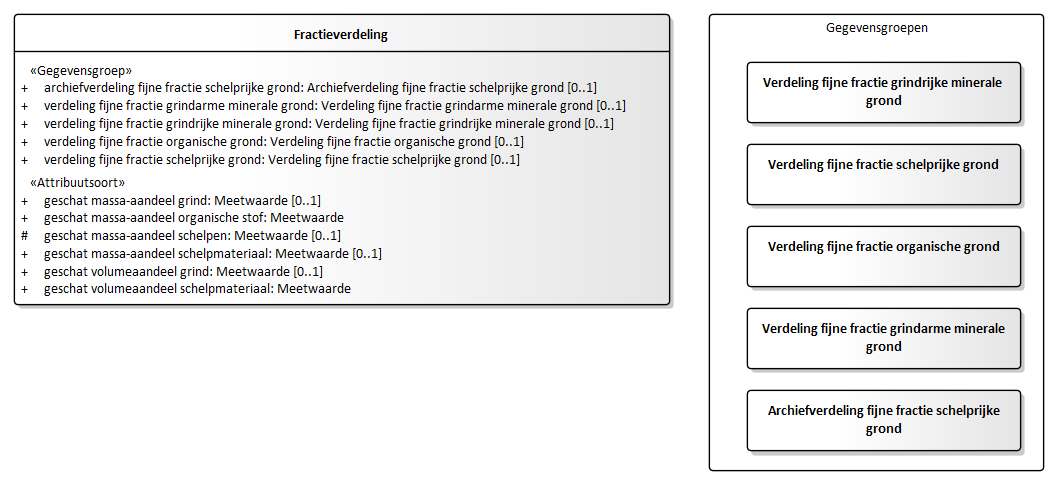 Fractieverdeling
«Gegevensgroep»
+ archiefverdeling fijne fractie schelprijke grond: Archiefverdeling fijne fractie schelprijke grond [0..1]
+ verdeling fijne fractie grindarme minerale grond: Verdeling fijne fractie grindarme minerale grond [0..1]
+ verdeling fijne fractie grindrijke minerale grond: Verdeling fijne fractie grindrijke minerale grond [0..1]
+ verdeling fijne fractie organische grond: Verdeling fijne fractie organische grond [0..1]
+ verdeling fijne fractie schelprijke grond: Verdeling fijne fractie schelprijke grond [0..1]
«Attribuutsoort»
+ geschat massa-aandeel grind: Meetwaarde [0..1]
+ geschat massa-aandeel organische stof: Meetwaarde
# geschat massa-aandeel schelpen: Meetwaarde [0..1]
+ geschat massa-aandeel schelpmateriaal: Meetwaarde [0..1]
+ geschat volumeaandeel grind: Meetwaarde [0..1]
+ geschat volumeaandeel schelpmateriaal: Meetwaarde
Gegevensgroepen
Verdeling fijne fractie grindrijke minerale
grond
Verdeling fijne fractie schelprijke grond
Verdeling fijne fractie organische grond
Verdeling fijne fractie grindarme minerale
grond
Archiefverdeling fijne fractie schelprijke
grond